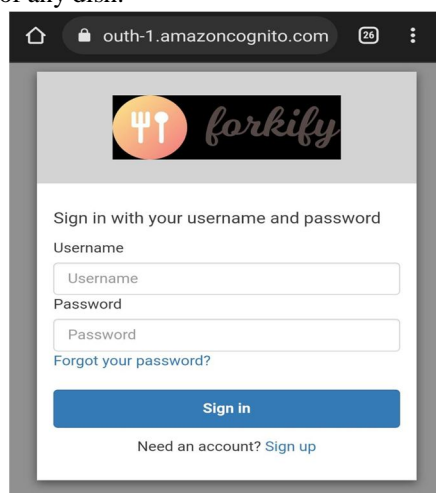 of any dish.
outh-1.amazoncognito.com 26
forkify
Sign in with your username and password
Username
Username
Password
Password
Forgot your password?
Sign in
Need an account? Sign up